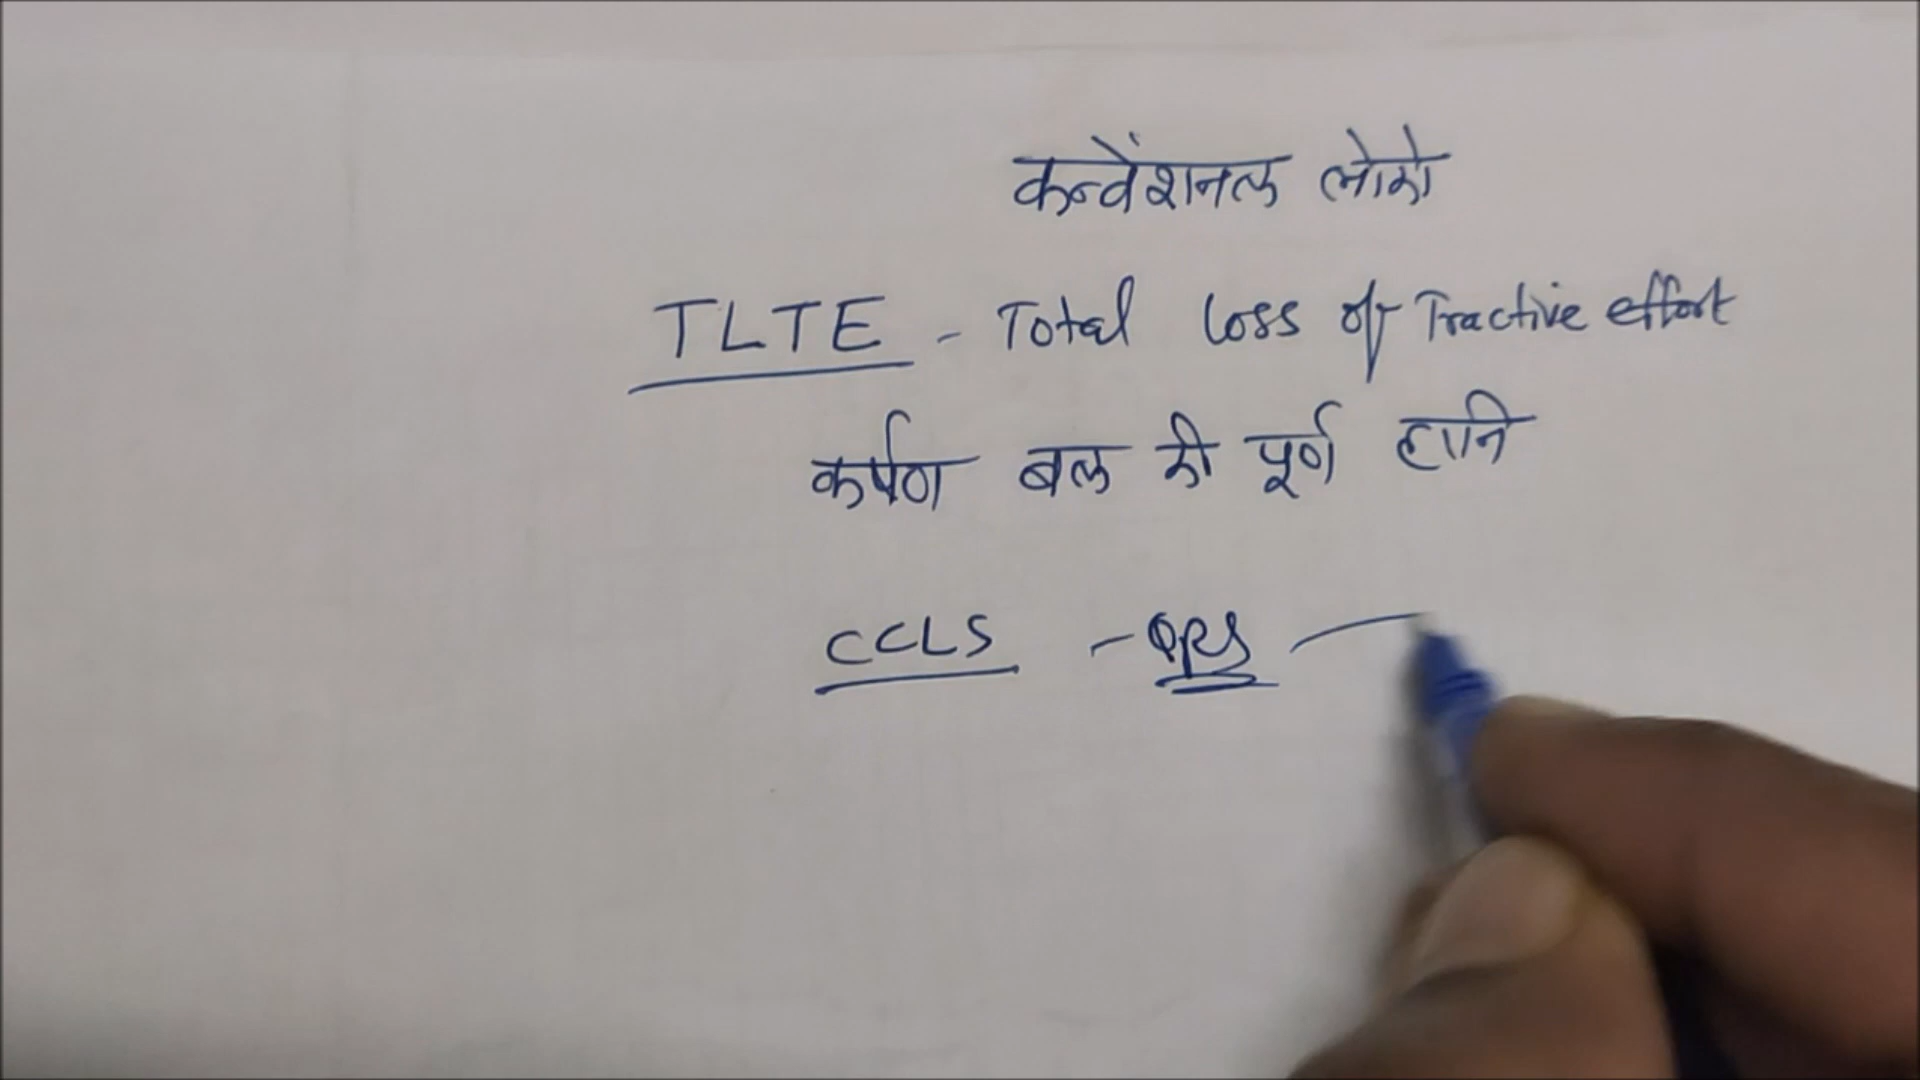 कन्वेंशनल लोको
TLTE - Total Loss of Tractive effort
कर्षण बल की पूर्ण हानि
CCLS -